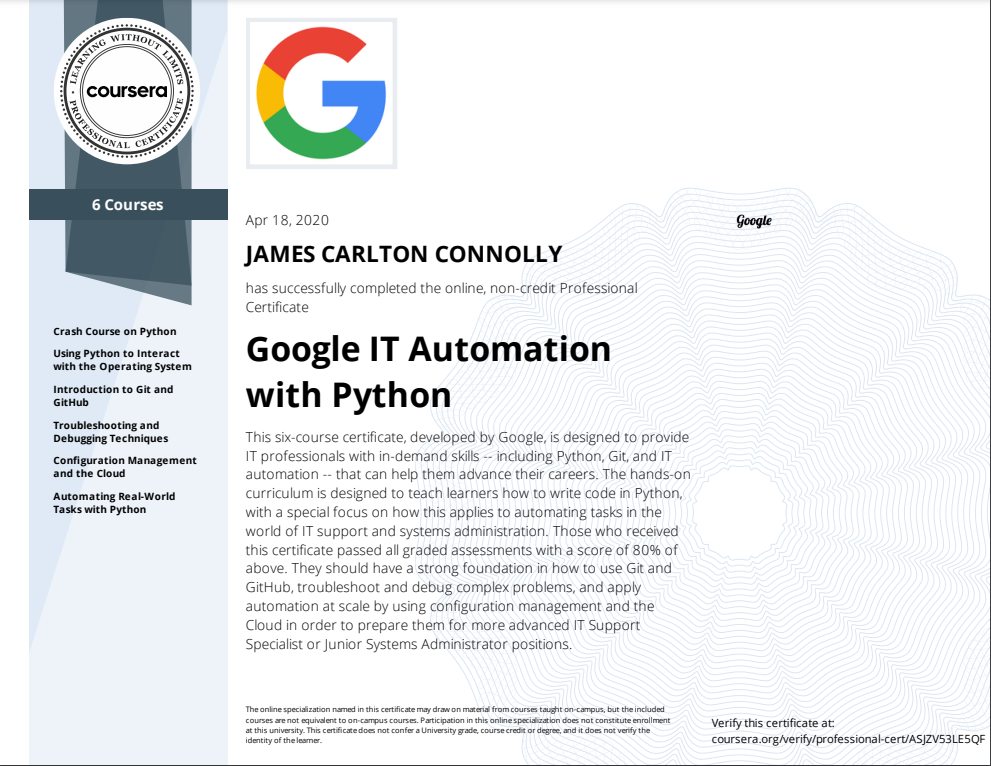 LEARNING WITHOUT LIMITS
coursera
PROFESSIONAL CERTIFICATE
6 Courses
Crash Course on Python
Using Python to Interact
with the Operating System
Introduction to Git and
GitHub
Troubleshooting and
Debugging Techniques
Configuration Management
and the Cloud
Automating Real-World
Tasks with Python
G
Apr 18, 2020
Google
JAMES CARLTON CONNOLLY
has successfully completed the online, non-credit Professional
Certificate
Google IT Automation
with Python
This six-course certificate, developed by Google, is designed to provide
IT professionals with in-demand skills -- including Python, Git, and IT
automation -- that can help them advance their careers. The hands-on
curriculum is designed to teach learners how to write code in Python,
with a special focus on how this applies to automating tasks in the
world of IT support and systems administration. Those who received
this certificate passed all graded assessments with a score of 80% of
above. They should have a strong foundation in how to use Git and
GitHub, troubleshoot and debug complex problems, and apply
automation at scale by using configuration management and the
Cloud in order to prepare them for more advanced IT Support
Specialist or Junior Systems Administrator positions.
The online specialization named in this certificate may draw on material from courses taught on-campus, but the included
courses are not equivalent to on-campus courses. Participation in this online specialization does not constitute enrollment
at this university. This certificate does not confer a University grade, course credit or degree, and it does not verify the
identity of the learner.
Verify this certificate at:
coursera.org/verify/professional-cert/ASJZV53LE5QF